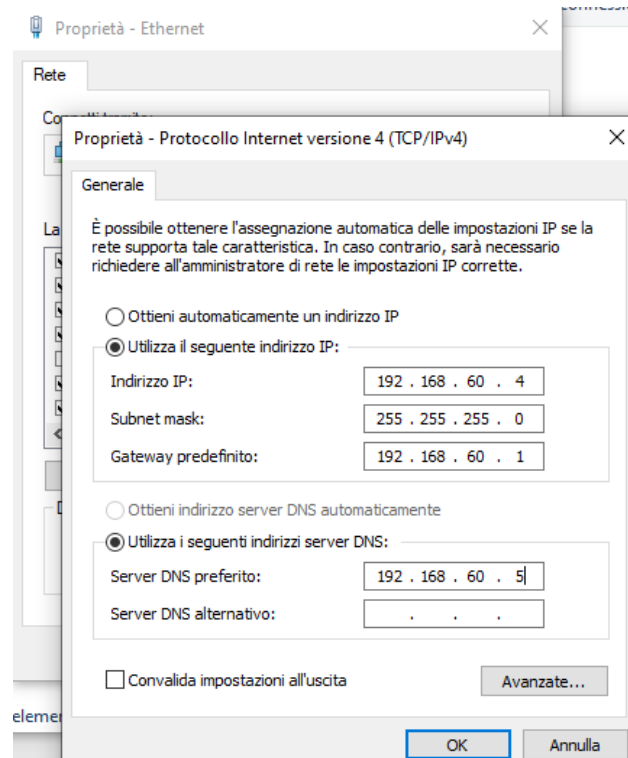 Proprietà - Ethernet
Rete
Proprietà - Protocollo Internet versione 4 (TCP/IPv4)
Generale
La
È possibile ottenere l'assegnazione automatica delle impostazioni IP se la
rete supporta tale caratteristica. In caso contrario, sarà necessario
richiedere all'amministratore di rete le impostazioni IP corrette.
Ottieni automaticamente un indirizzo IP
Utilizza il seguente indirizzo IP:
Indirizzo IP: 192 . 168 . 60 . 4
Subnet mask: 255 . 255 . 255 . 0
Gateway predefinito: 192 . 168 . 60 . 1
Ottieni indirizzo server DNS automaticamente
Utilizza i seguenti indirizzi server DNS:
Server DNS preferito: 192 . 168 . 60 . 5
Server DNS alternativo: . . .
Convalida impostazioni all'uscita
Avanzate...
eleme
OK Annulla